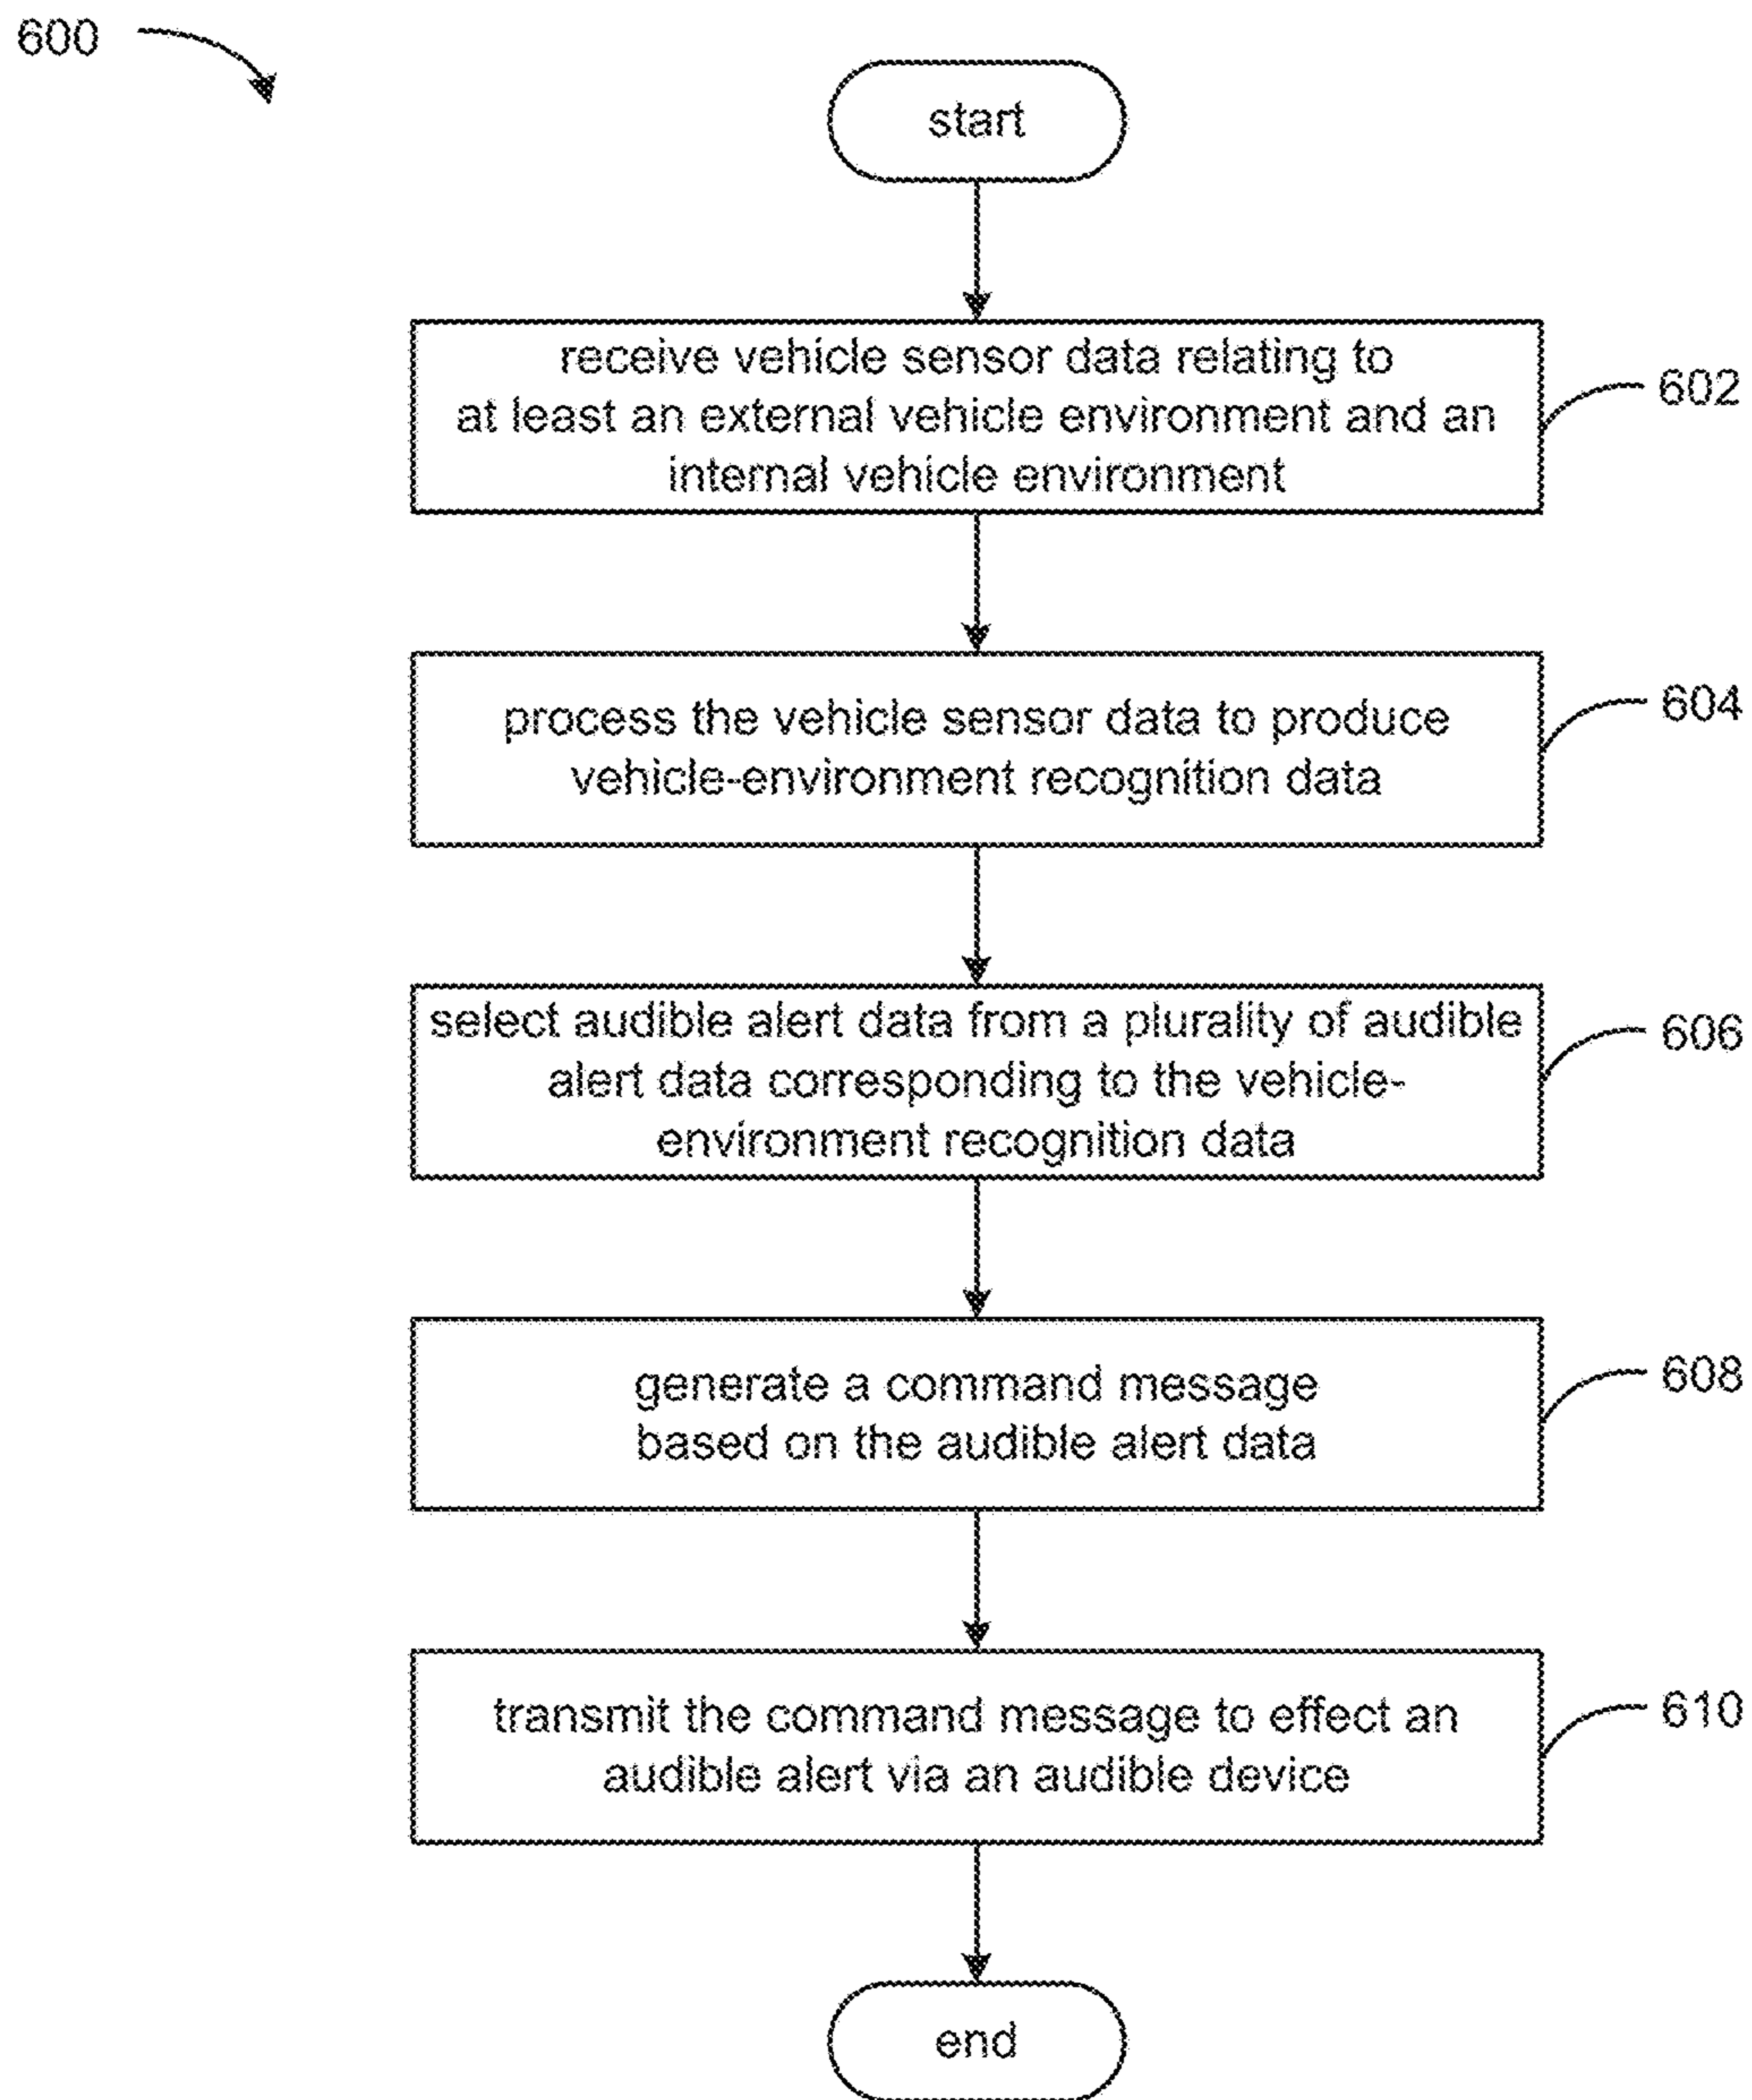 600
start
receive vehicle sensor data relating to
at least an external vehicle environment and an
internal vehicle environment
602
process the vehicle sensor data to produce
vehicle-environment recognition data
604
select audible alert data from a plurality of audible
alert data corresponding to the vehicle-
environment recognition data
606
generate a command message
based on the audible alert data
608
transmit the command message to effect an
audible alert via an audible device
610
end